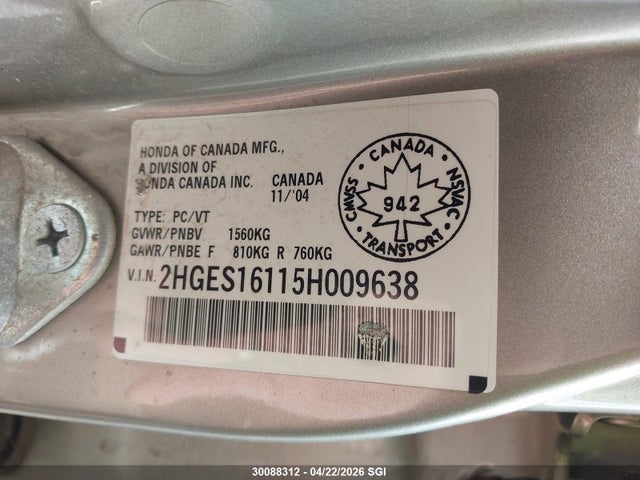 HONDA OF CANADA MFG.,
A DIVISION OF
HONDA CANADA INC. CANADA
11/'04
TYPE: PC/VT
GVWR/PNBV 1560KG
GAWR/PNBE F 810KG R 760KG
V.I.N. 2HGES16115H009638
CANADA
CMVSS 942 NSVAC
TRANSPORT
30088312 - 04/22/2026 SGI